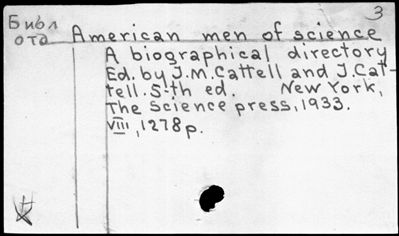 3
Библ
отд
American men of science
A biographical directory
Ed. by J.M. Cattell and J. Cat-
tell. 5-th ed. New York,
The Science press, 1933.
VIII, 1278 p.